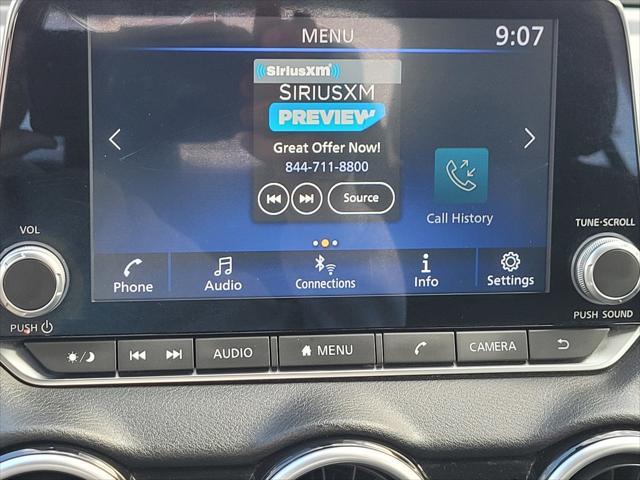 MENU
9:07
SiriusXM
SIRIUSXM
PREVIEW
Great Offer Now!
844-711-8800
Source
Call History
Phone
Audio
Connections
Info
Settings
VOL
PUSH
TUNE·SCROLL
PUSH SOUND
AUDIO
MENU
CAMERA